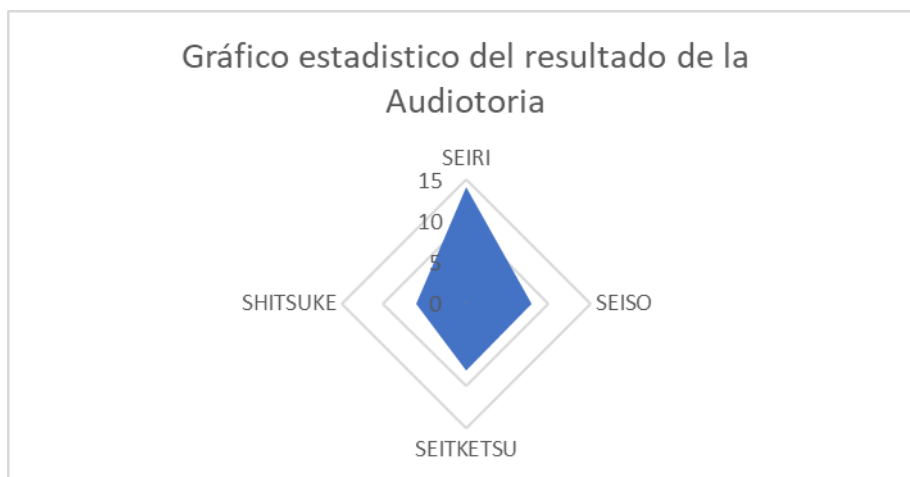 Gráfico estadistico del resultado de la
Audiotoria
SEIRI
15
10
5
0
SHITSUKE
SEISO
SEITKETSU